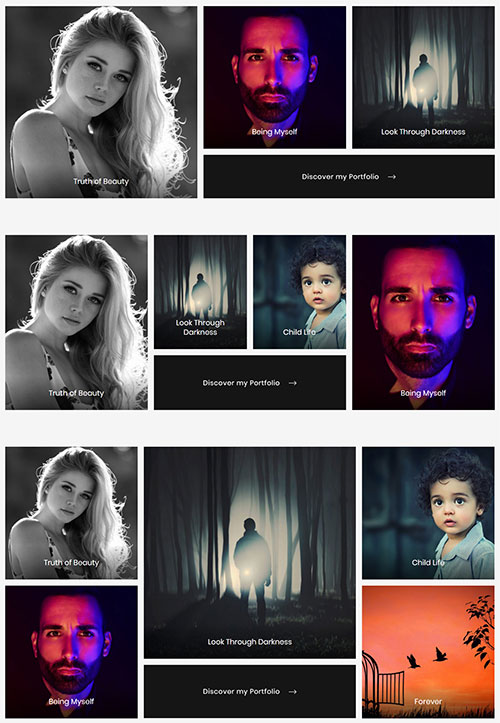 Being Myself
Look Through Darkness
Truth of Beauty
Discover my Portfolio
Look Through
Darkness
Child Life
Truth of Beauty
Discover my Portfolio
Being Myself
Truth of Beauty
Child Life
Look Through Darkness
Discover my Portfolio
Being Myself
Forever